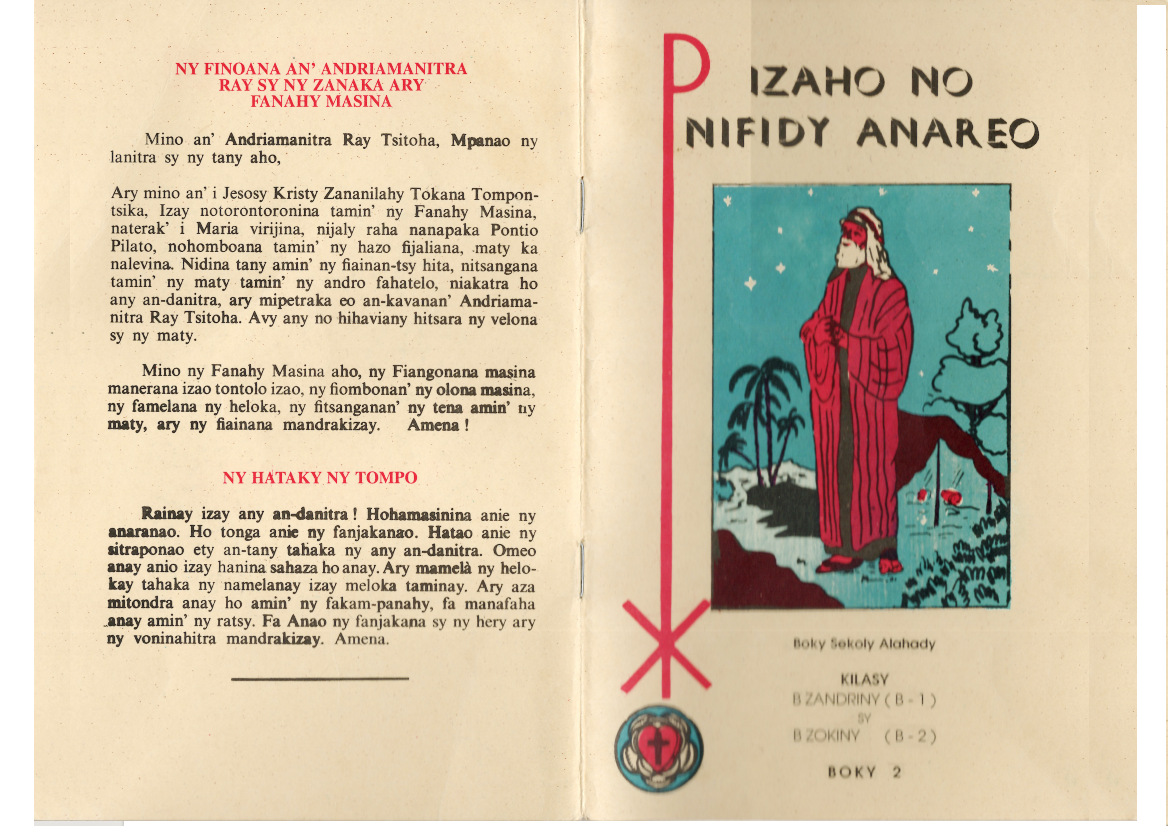 NY FINOANA AN' ANDRIAMANITRA
RAY SY NY ZANAKA ARY
FANAHY MASINA
Mino an' Andriamanitra Ray Tsitoha, Mpanao ny
lanitra sy ny tany aho,
Ary mino an' i Jesosy Kristy Zananilahy Tokana Tompon-
tsika, Izay notorontoronina tamin' ny Fanahy Masina,
naterak' i Maria virijina, nijaly raha nanapaka Pontio
Pilato, nohomboana tamin' ny hazo fijaliana, maty ka
nalevina. Nidina tany amin' ny fiainan-tsy hita, nitsangana
tamin' ny maty tamin' ny andro fahatelo, niakatra ho
any an-danitra, ary mipetraka eo an-kavanan' Andriama-
nitra Ray Tsitoha. Avy any no hihaviany hitsara ny velona
sy ny maty.
Mino ny Fanahy Masina aho, ny Fiangonana masina
manerana izao tontolo izao, ny fiombonan' ny olona masina,
ny famelana ny heloka, ny fitsanganan' ny tena amin' ny
maty, ary ny fiainana mandrakizay. Amena !
NY HATAKY NY TOMPO
Rainay izay any an-danitra ! Hohamasinina anie ny
anaranao. Ho tonga anie ny fanjakanao. Hatao anie ny
sitraponao ety an-tany tahaka ny any an-danitra. Omeo
anay anio izay hanina sahaza ho anay. Ary mamelà ny helo-
kay tahaka ny namelanay izay meloka taminay. Ary aza
mitondra anay ho amin' ny fakam-panahy, fa manafaha
anay amin' ny ratsy. Fa Anao ny fanjakana sy ny hery ary
ny voninahitra mandrakizay. Amena.
IZAHO NO
NIFIDY ANAREO
Boky Sekoly Alahady
KILASY
B ZANDRINY ( B - 1 )
SY
B ZOKINY ( B - 2 )
BOKY 2